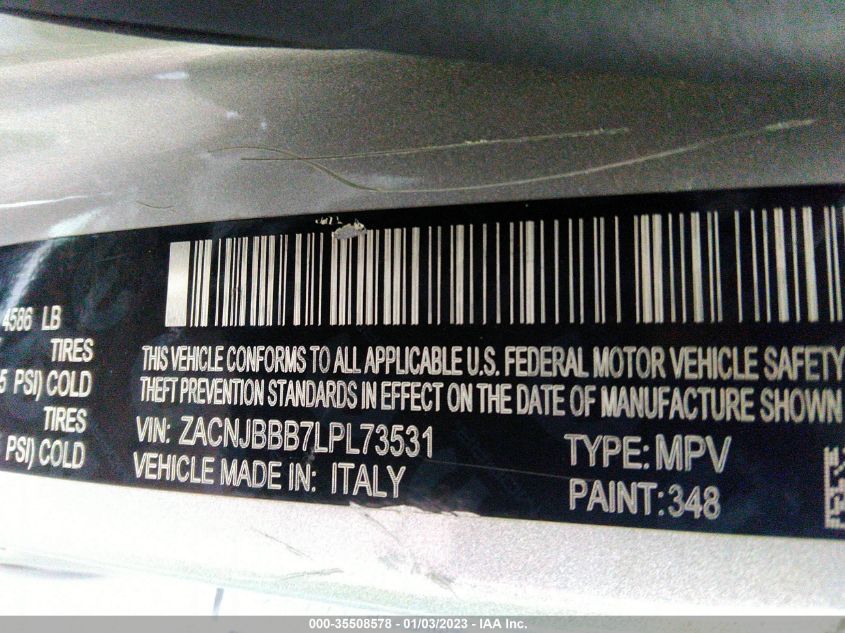 4586 LB
TIRES
5 PSI) COLD
TIRES
PSI) COLD
THIS VEHICLE CONFORMS TO ALL APPLICABLE U.S. FEDERAL MOTOR VEHICLE SAFETY
THEFT PREVENTION STANDARDS IN EFFECT ON THE DATE OF MANUFACTURE SHOWN
VIN: ZACNJBBB7LPL73531
TYPE: MPV
VEHICLE MADE IN: ITALY
PAINT: 348
000-35508578 - 01/03/2023 - IAA Inc.